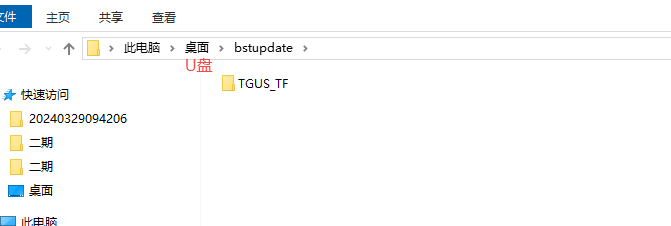 文件 主页 共享 查看
此电脑 桌面 bstupdate
U盘
TGUS_TF
快速访问
20240329094206
二期
二期
桌面
此电脑